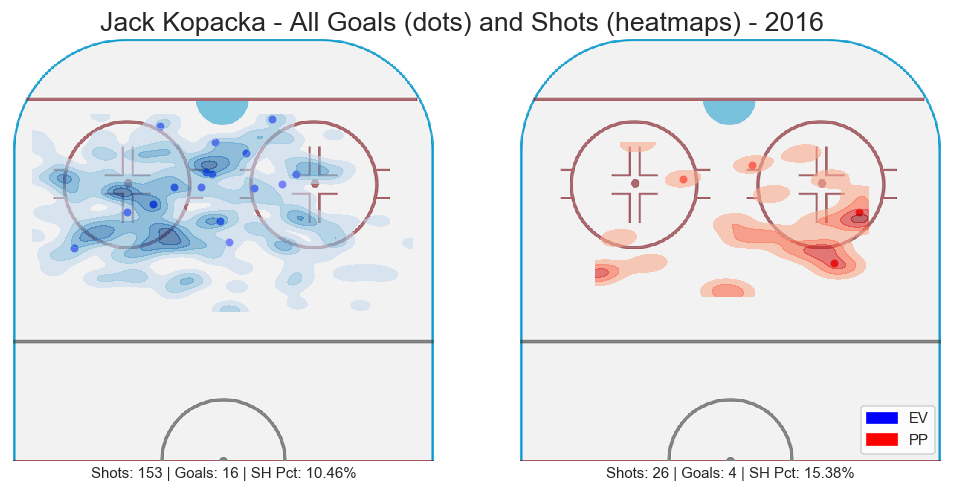 Jack Kopacka - All Goals (dots) and Shots (heatmaps) - 2016
EV
PP
Shots: 153 | Goals: 16 | SH Pct: 10.46%
Shots: 26 | Goals: 4 | SH Pct: 15.38%